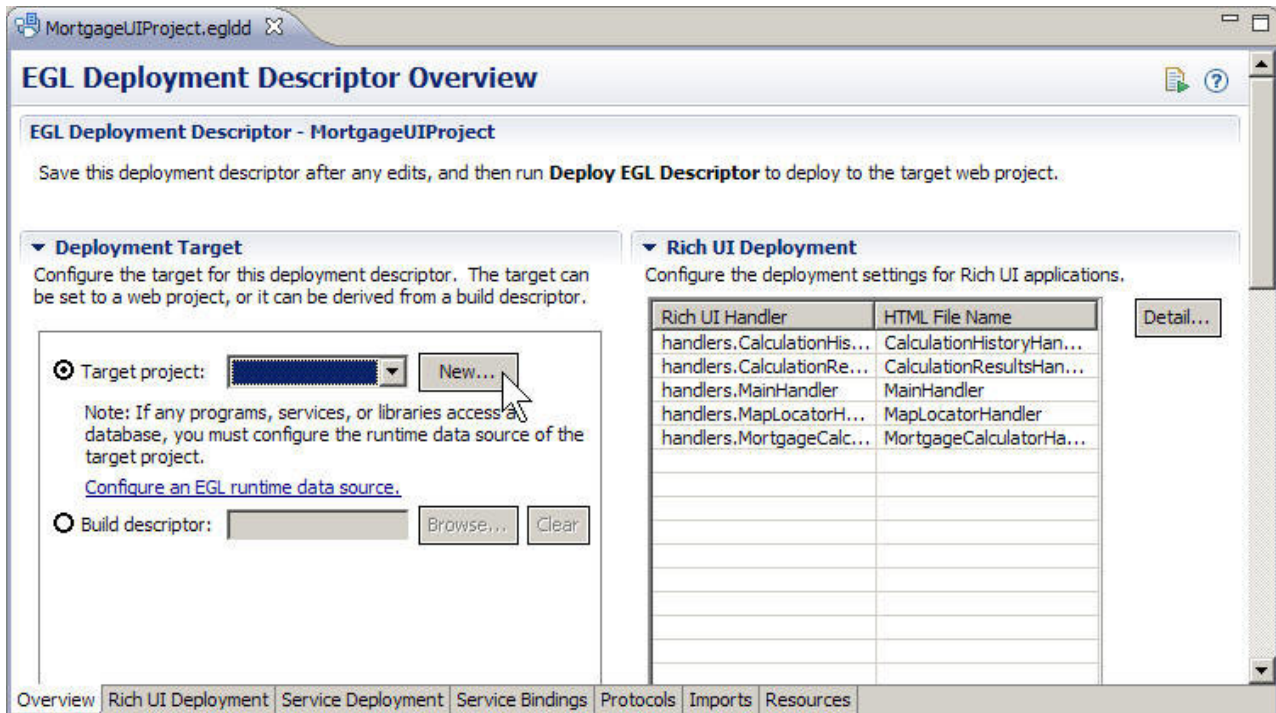 MortgageUIProject.egldd
EGL Deployment Descriptor Overview
EGL Deployment Descriptor - MortgageUIProject
Save this deployment descriptor after any edits, and then run Deploy EGL Descriptor to deploy to the target web project.
Deployment Target
Configure the target for this deployment descriptor. The target can
be set to a web project, or it can be derived from a build descriptor.
Target project: New...
Note: If any programs, services, or libraries access a
database, you must configure the runtime data source of the
target project.
Configure an EGL runtime data source.
Build descriptor: Browse... Clear
Rich UI Deployment
Configure the deployment settings for Rich UI applications.
Rich UI Handler HTML File Name Detail...
handlers.CalculationHis... CalculationHistoryHan...
handlers.CalculationRe... CalculationResultsHan...
handlers.MainHandler MainHandler
handlers.MapLocatorH... MapLocatorHandler
handlers.MortgageCalc... MortgageCalculatorHa...
Overview Rich UI Deployment Service Deployment Service Bindings Protocols Imports Resources